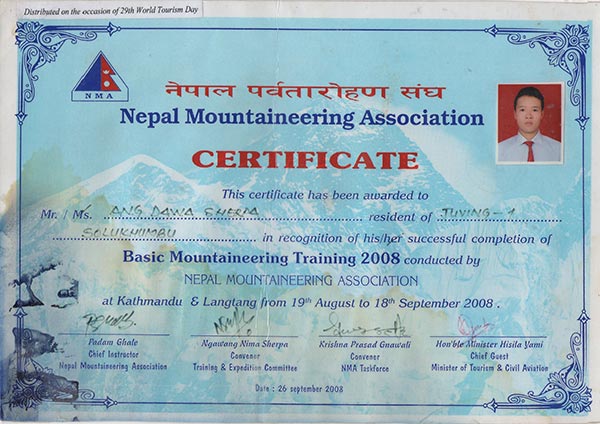 Distributed on the occasion of 29th World Tourism Day
NMA
नेपाल पर्वतारोहण संघ
Nepal Mountaineering Association
CERTIFICATE
This certificate has been awarded to
Mr. / Ms. ANG DAWA SHERPA resident of JUVING-1
SOLUKHUMBU in recognition of his/her successful completion of
Basic Mountaineering Training 2008 conducted by
NEPAL MOUNTAINEERING ASSOCIATION
at Kathmandu & Langtang from 19th August to 18th September 2008 .
Padam Ghale
Chief Instructor
Nepal Mountaineering Association
Ngawang Nima Sherpa
Convener
Training & Expedition Committee
Krishna Prasad Gnawali
Convener
NMA Taskforce
Hon'ble Minister Hisila Yami
Chief Guest
Minister of Tourism & Civil Aviation
Date : 26 september 2008